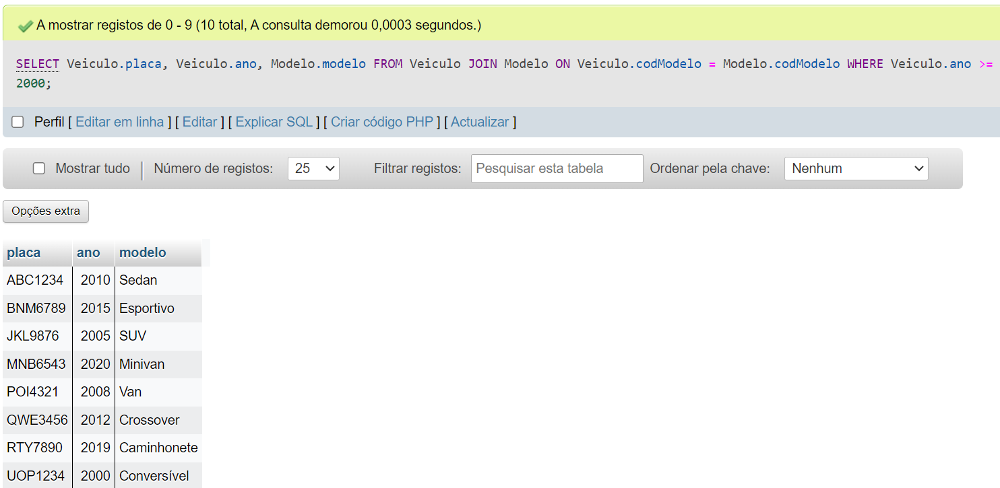 A mostrar registos de 0 - 9 (10 total, A consulta demorou 0,0003 segundos.)
SELECT Veiculo.placa, Veiculo.ano, Modelo.modelo FROM Veiculo JOIN Modelo ON Veiculo.codModelo = Modelo.codModelo WHERE Veiculo.ano >=
2000;
Perfil [ Editar em linha ] [ Editar ] [ Explicar SQL ] [ Criar código PHP ] [ Actualizar ]
Mostrar tudo | Número de registos: 25 Filtrar registos: Pesquisar esta tabela Ordenar pela chave: Nenhum
Opções extra
placa ano modelo
ABC1234 2010 Sedan
BNM6789 2015 Esportivo
JKL9876 2005 SUV
MNB6543 2020 Minivan
POI4321 2008 Van
QWE3456 2012 Crossover
RTY7890 2019 Caminhonete
UOP1234 2000 Conversível